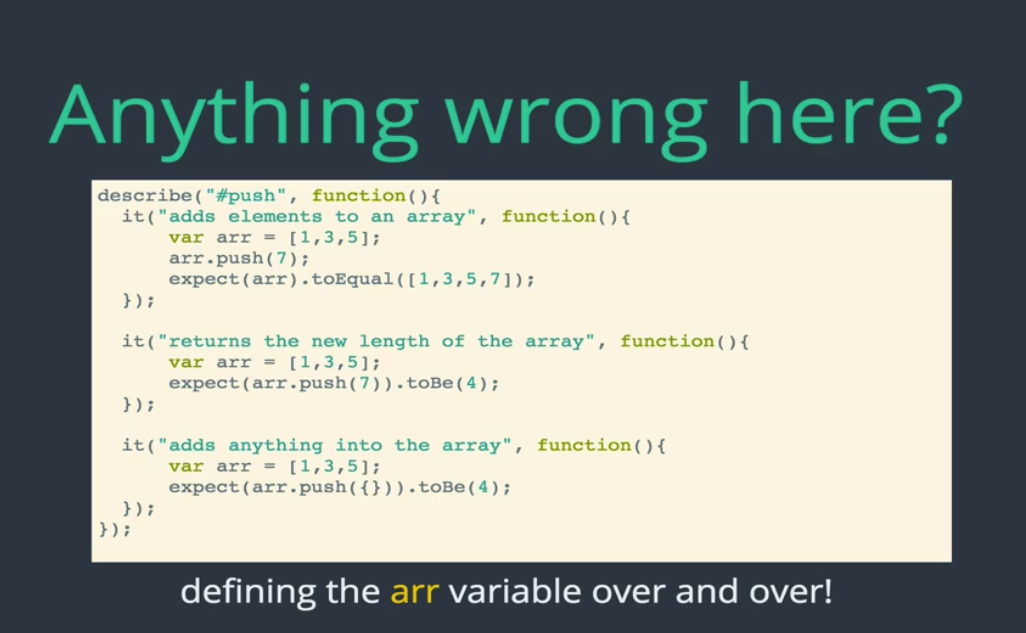 Anything wrong here?
describe("#push", function(){
  it("adds elements to an array", function(){
      var arr = [1,3,5];
      arr.push(7);
      expect(arr).toEqual([1,3,5,7]);
  });

  it("returns the new length of the array", function(){
      var arr = [1,3,5];
      expect(arr.push(7)).toBe(4);
  });

  it("adds anything into the array", function(){
      var arr = [1,3,5];
      expect(arr.push({})).toBe(4);
  });
});
defining the arr variable over and over!